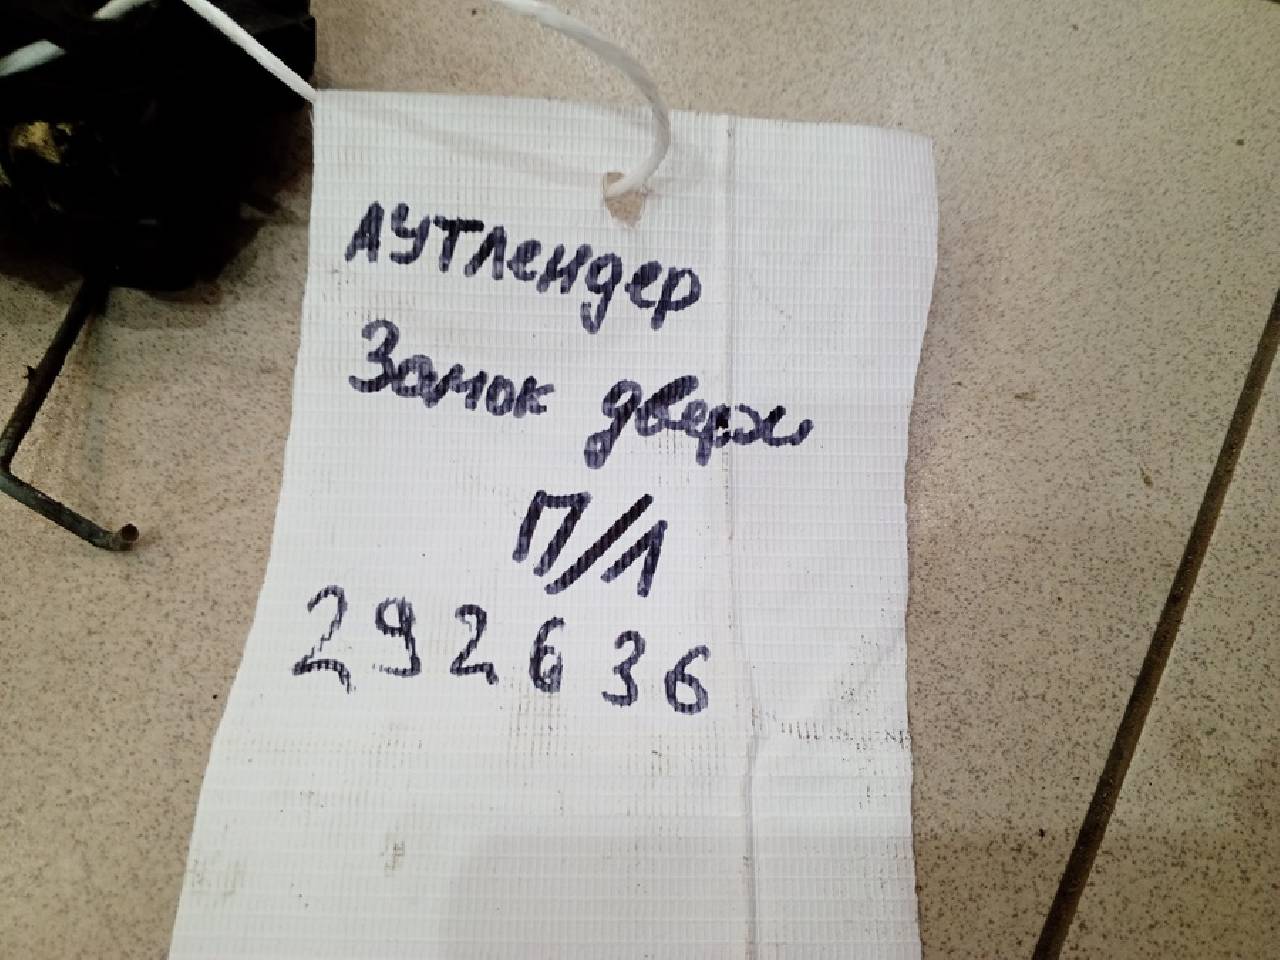 Аутлендер
Замок двери
П/Л
292636